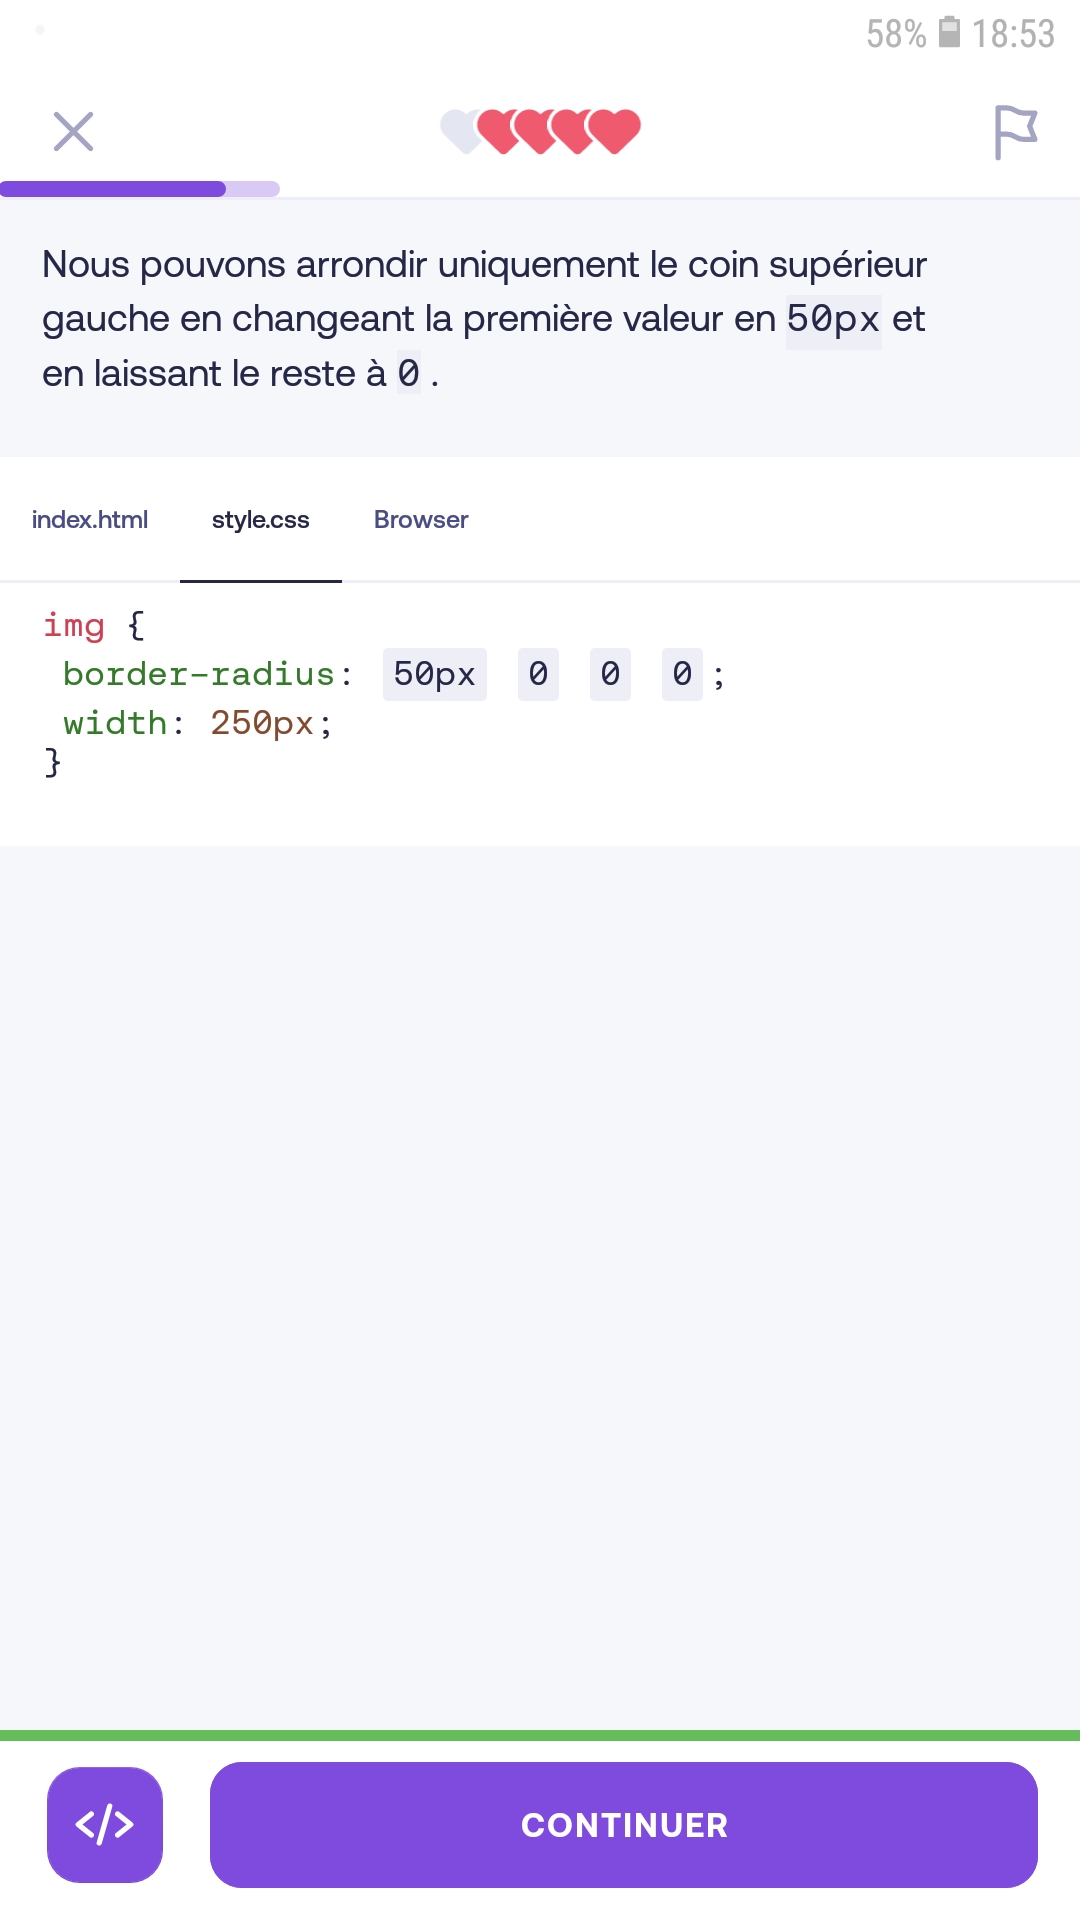 58% 18:53
Nous pouvons arrondir uniquement le coin supérieur
gauche en changeant la première valeur en 50px et
en laissant le reste à 0 .
index.html style.css Browser
img {
border-radius: 50px 0 0 0 ;
width: 250px;
}
</> CONTINUER